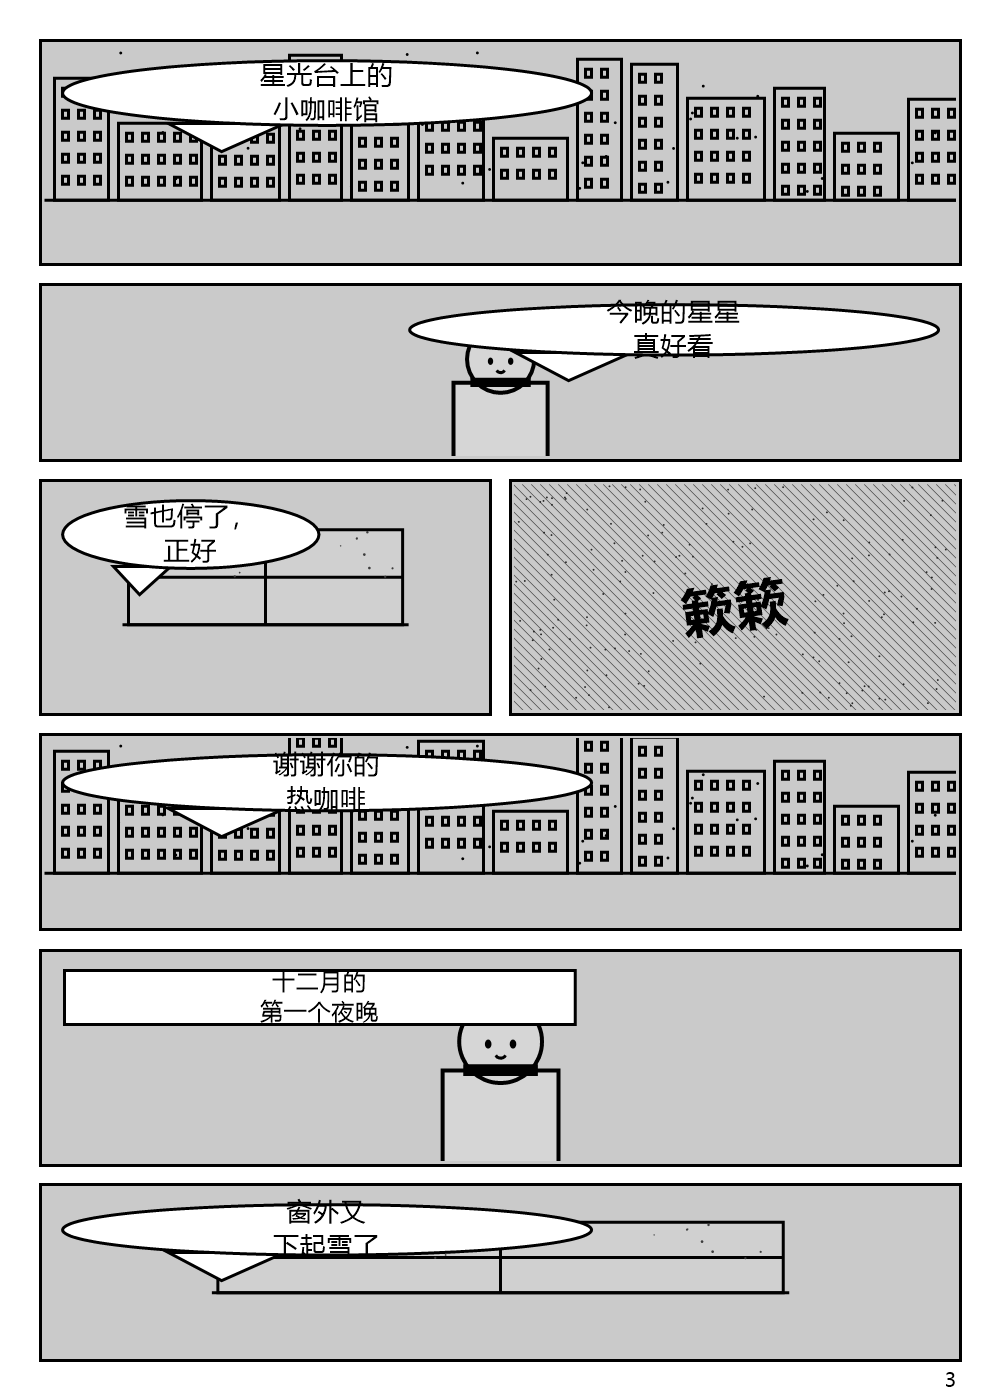 星光台上的
小咖啡馆
今晚的星星
真好看
雪也停了，
正好
簌簌
谢谢你的
热咖啡
十二月的
第一个夜晚
窗外又
下起雪了
3